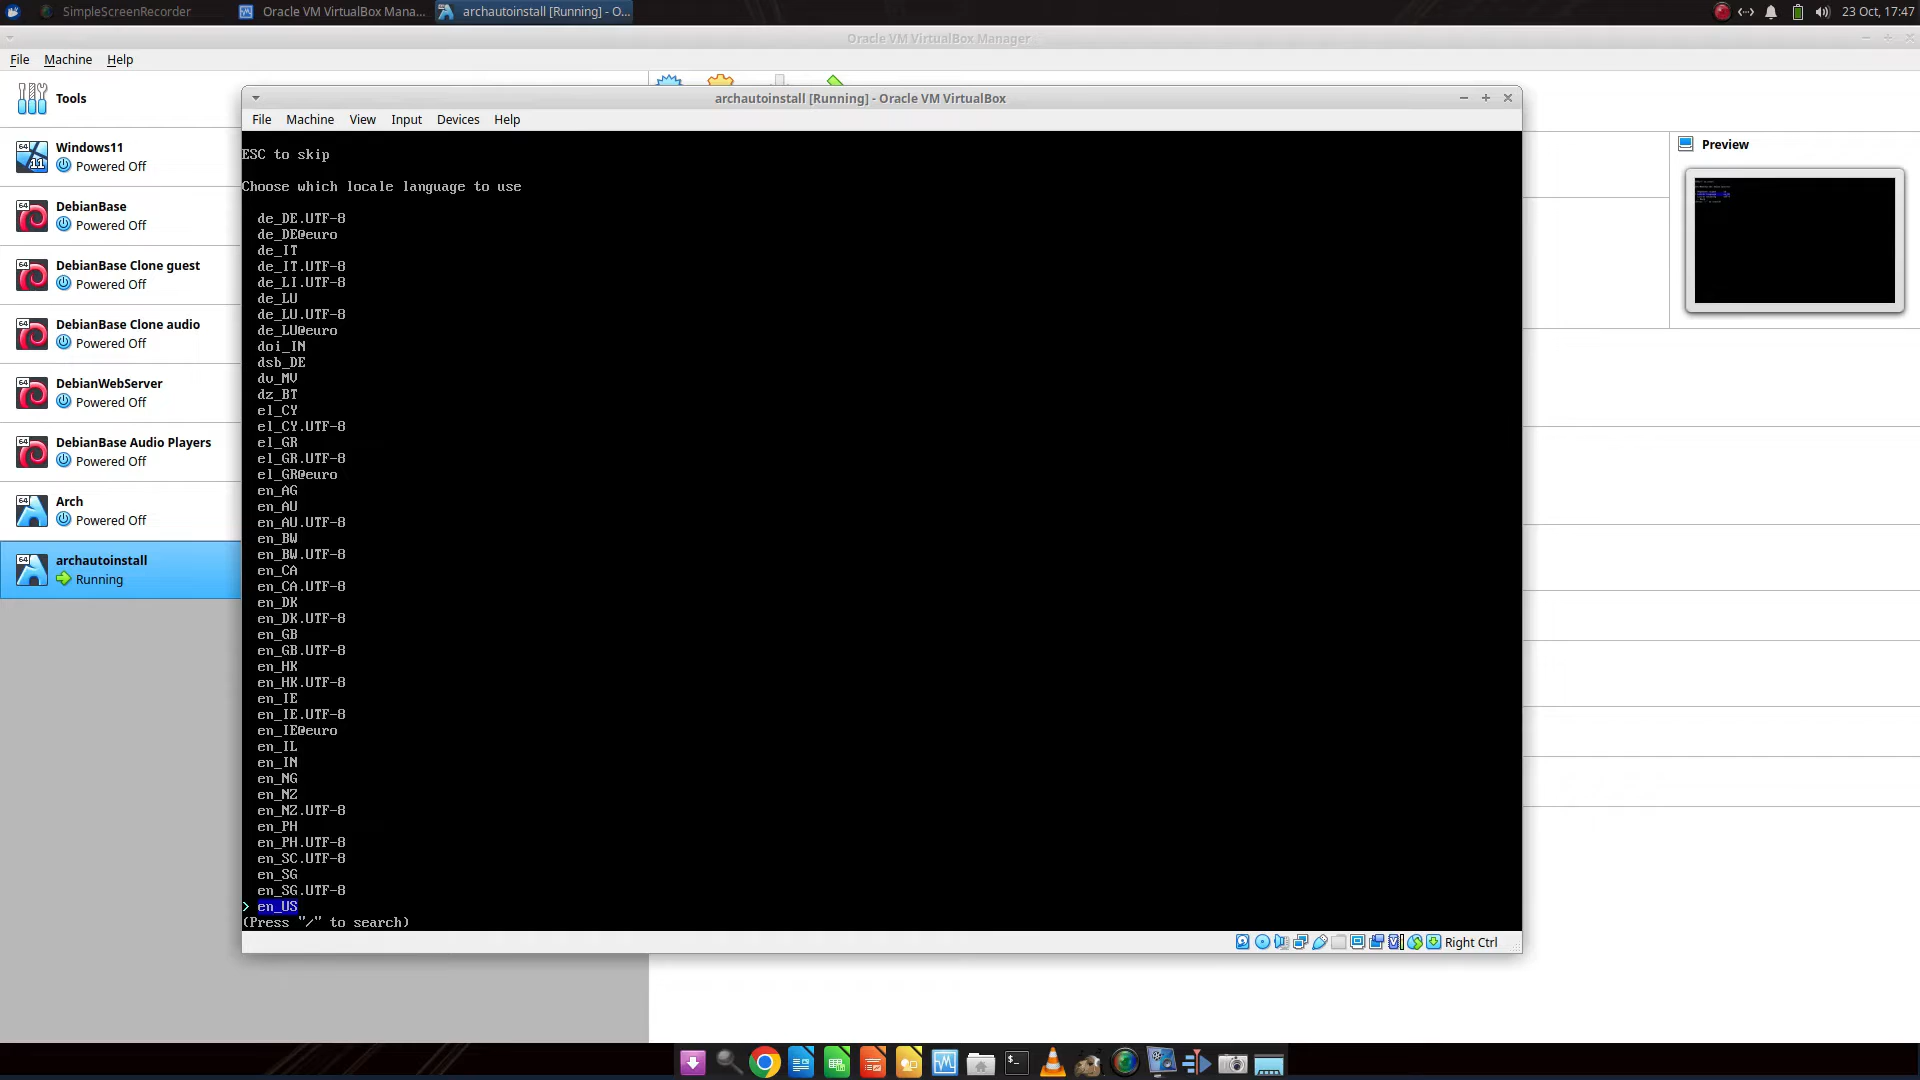 SimpleScreenRecorder
Oracle VM VirtualBox Mana...
archautoinstall [Running] - O...
23 Oct, 17:47
Oracle VM VirtualBox Manager
File Machine Help
Tools
Windows11
Powered Off
DebianBase
Powered Off
DebianBase Clone guest
Powered Off
DebianBase Clone audio
Powered Off
DebianWebServer
Powered Off
DebianBase Audio Players
Powered Off
Arch
Powered Off
archautoinstall
Running
archautoinstall [Running] - Oracle VM VirtualBox
File Machine View Input Devices Help
ESC to skip
Choose which locale language to use
de_DE.UTF-8
de_DE@euro
de_IT
de_IT.UTF-8
de_LI.UTF-8
de_LU
de_LU.UTF-8
de_LU@euro
doi_IN
dsb_DE
dv_MV
dz_BT
el_CY
el_CY.UTF-8
el_GR
el_GR.UTF-8
el_GR@euro
en_AG
en_AU
en_AU.UTF-8
en_BW
en_BW.UTF-8
en_CA
en_CA.UTF-8
en_DK
en_DK.UTF-8
en_GB
en_GB.UTF-8
en_HK
en_HK.UTF-8
en_IE
en_IE.UTF-8
en_IE@euro
en_IL
en_IN
en_NG
en_NZ
en_NZ.UTF-8
en_PH
en_PH.UTF-8
en_SC.UTF-8
en_SG
en_SG.UTF-8
> en_US
(Press "/" to search)
Right Ctrl
Preview